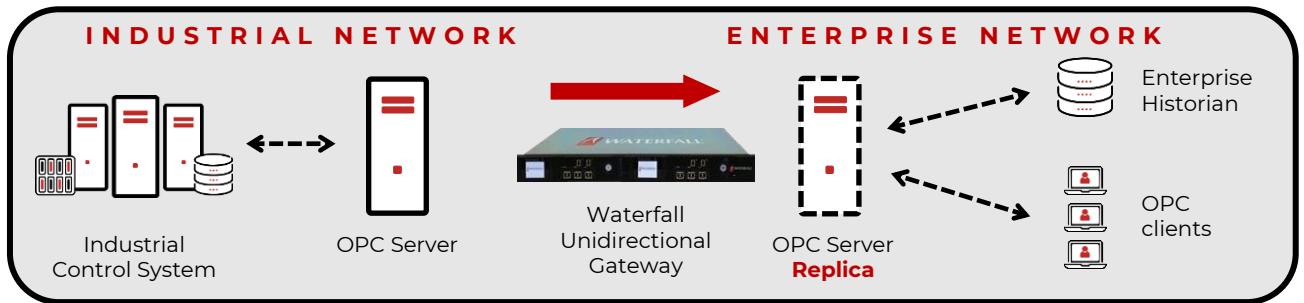 INDUSTRIAL NETWORK
ENTERPRISE NETWORK
Enterprise
Historian
WATERFALL
OPC
clients
Industrial
Control System
OPC Server
Waterfall
Unidirectional
Gateway
OPC Server
Replica